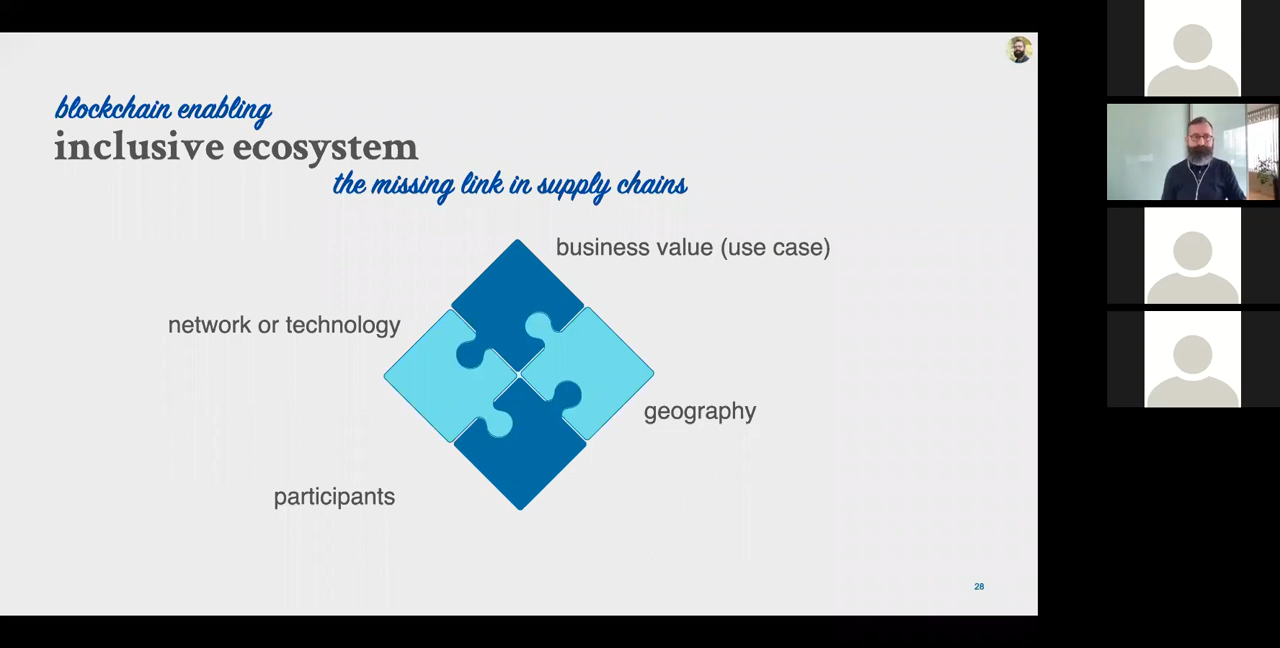 blockchain enabling
inclusive ecosystem
the missing link in supply chains
business value (use case)
network or technology
geography
participants
28